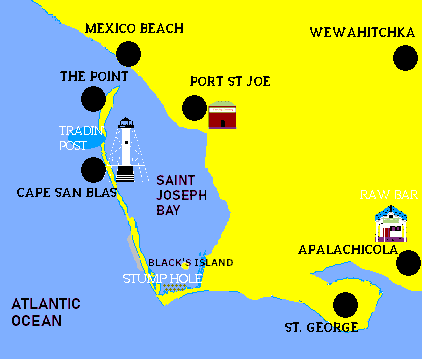 MEXICO BEACH
WEWAHITCHKA
THE POINT
PORT ST JOE
TRADIN
POST
SAINT
JOSEPH
BAY
CAPE SAN BLAS
RAW BAR
APALACHICOLA
BLACK'S ISLAND
STUMP HOLE
ATLANTIC
OCEAN
ST. GEORGE